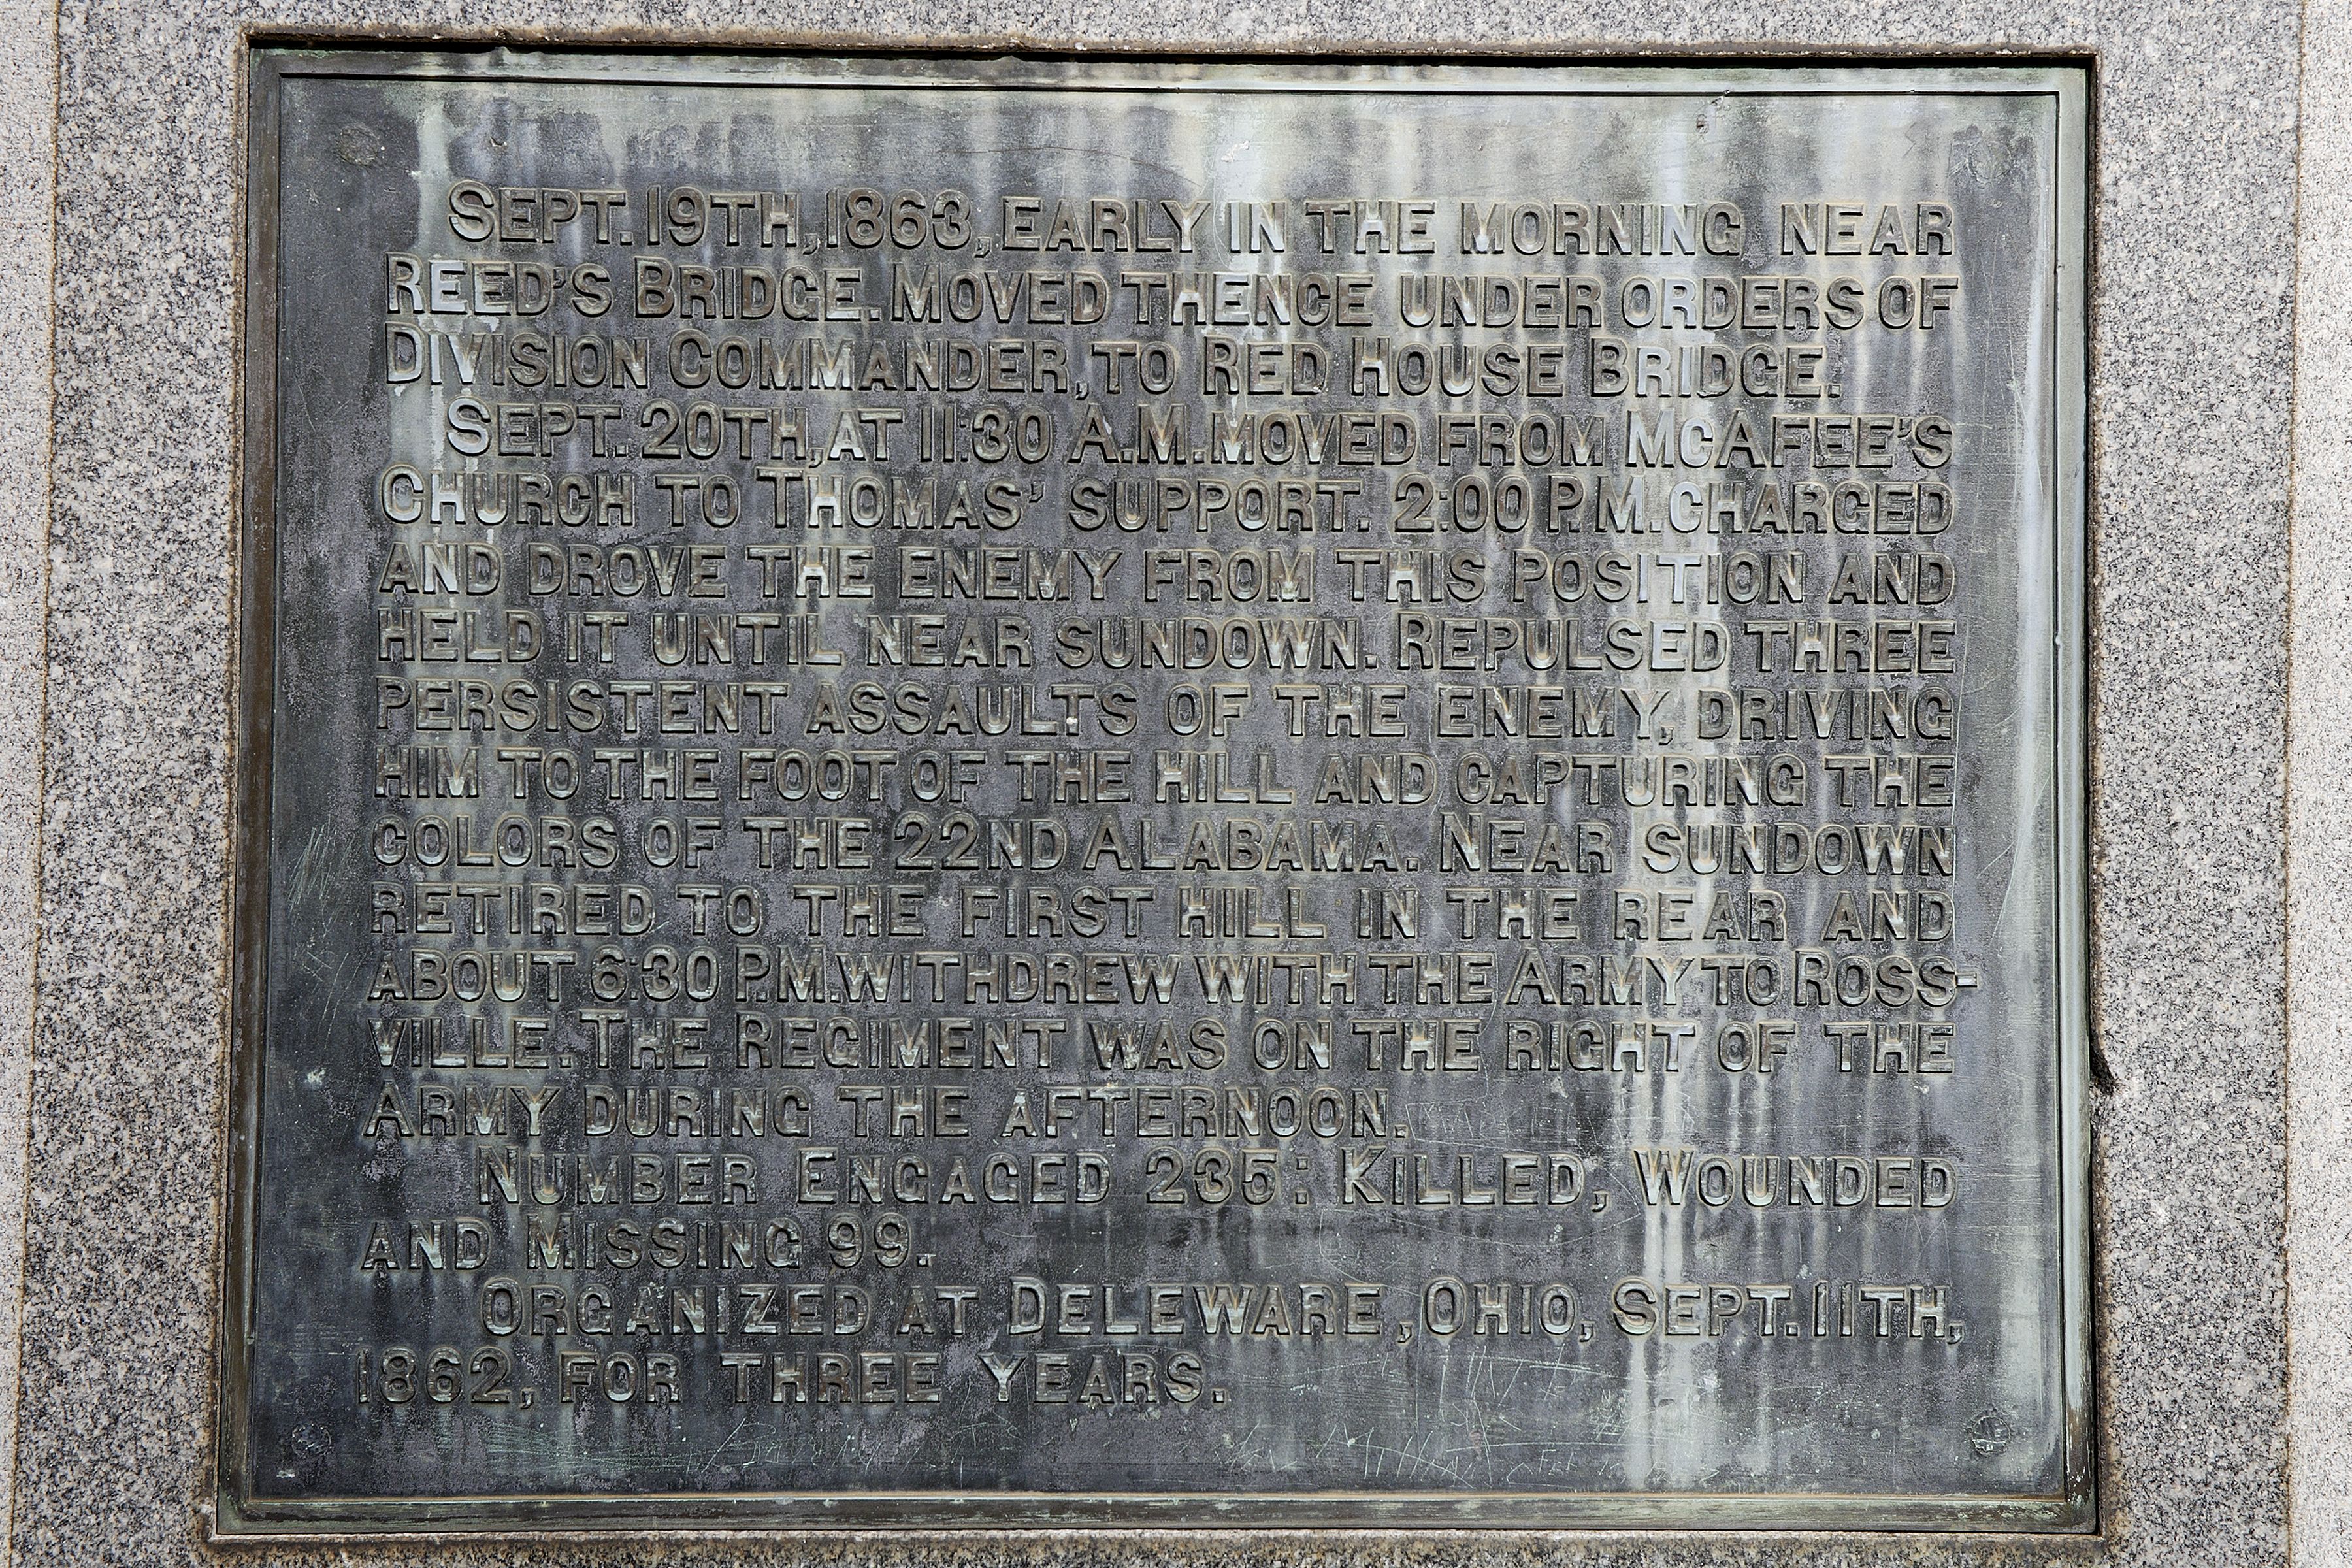 SEPT. 19TH, 1863, EARLY IN THE MORNING NEAR
REED'S BRIDGE. MOVED THENCE UNDER ORDERS OF
DIVISION COMMANDER, TO RED HOUSE BRIDGE.
SEPT. 20TH, AT 11:30 A.M. MOVED FROM MCAFEE'S
CHURCH TO THOMAS' SUPPORT. 2:00 P.M. CHARGED
AND DROVE THE ENEMY FROM THIS POSITION AND
HELD IT UNTIL NEAR SUNDOWN. REPULSED THREE
PERSISTENT ASSAULTS OF THE ENEMY, DRIVING
HIM TO THE FOOT OF THE HILL AND CAPTURING THE
COLORS OF THE 22ND ALABAMA. NEAR SUNDOWN
RETIRED TO THE FIRST HILL IN THE REAR AND
ABOUT 6:30 P.M. WITHDREW WITH THE ARMY TO ROSS-
VILLE. THE REGIMENT WAS ON THE RIGHT OF THE
ARMY DURING THE AFTERNOON.
NUMBER ENGAGED 235: KILLED, WOUNDED
AND MISSING 99.
ORGANIZED AT DELEWARE, OHIO, SEPT. 11TH,
1862, FOR THREE YEARS.